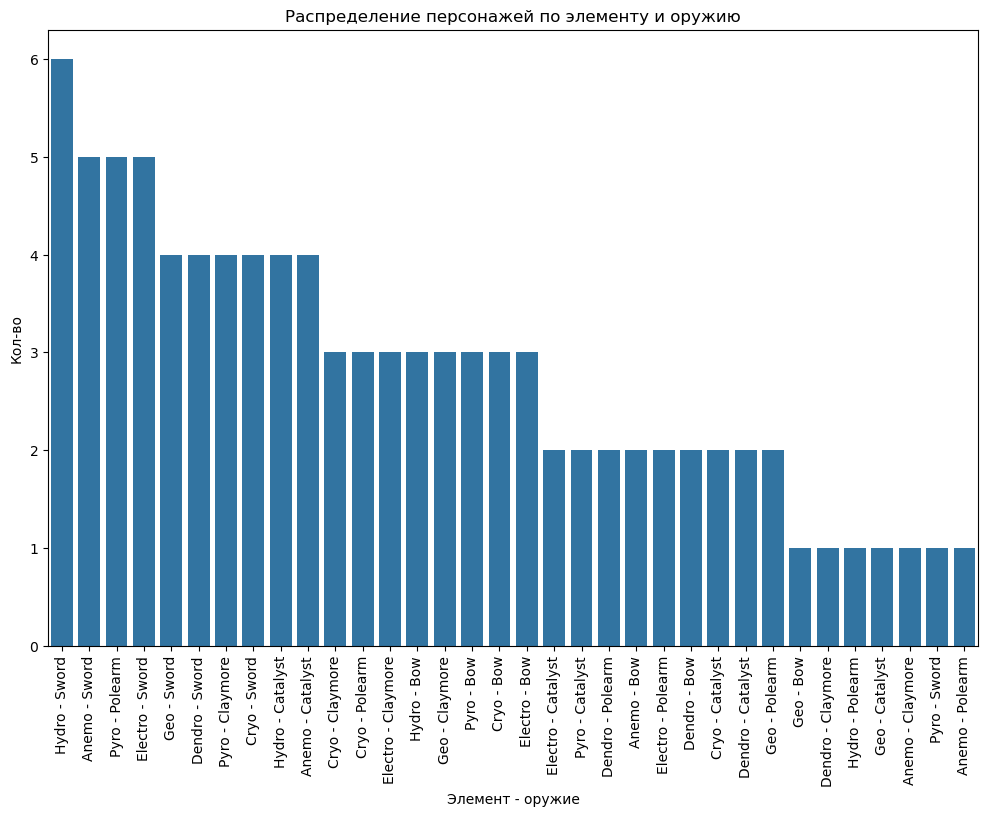 Распределение персонажей по элементу и оружию
Кол-во
6
5
4
3
2
1
0
Hydro - Sword
Anemo - Sword
Pyro - Polearm
Electro - Sword
Geo - Sword
Dendro - Sword
Pyro - Claymore
Cryo - Sword
Hydro - Catalyst
Anemo - Catalyst
Cryo - Claymore
Cryo - Polearm
Electro - Claymore
Hydro - Bow
Geo - Claymore
Pyro - Bow
Cryo - Bow
Electro - Bow
Electro - Catalyst
Pyro - Catalyst
Dendro - Polearm
Anemo - Bow
Electro - Polearm
Dendro - Bow
Cryo - Catalyst
Dendro - Catalyst
Geo - Polearm
Geo - Bow
Dendro - Claymore
Hydro - Polearm
Geo - Catalyst
Anemo - Claymore
Pyro - Sword
Anemo - Polearm
Элемент - оружие